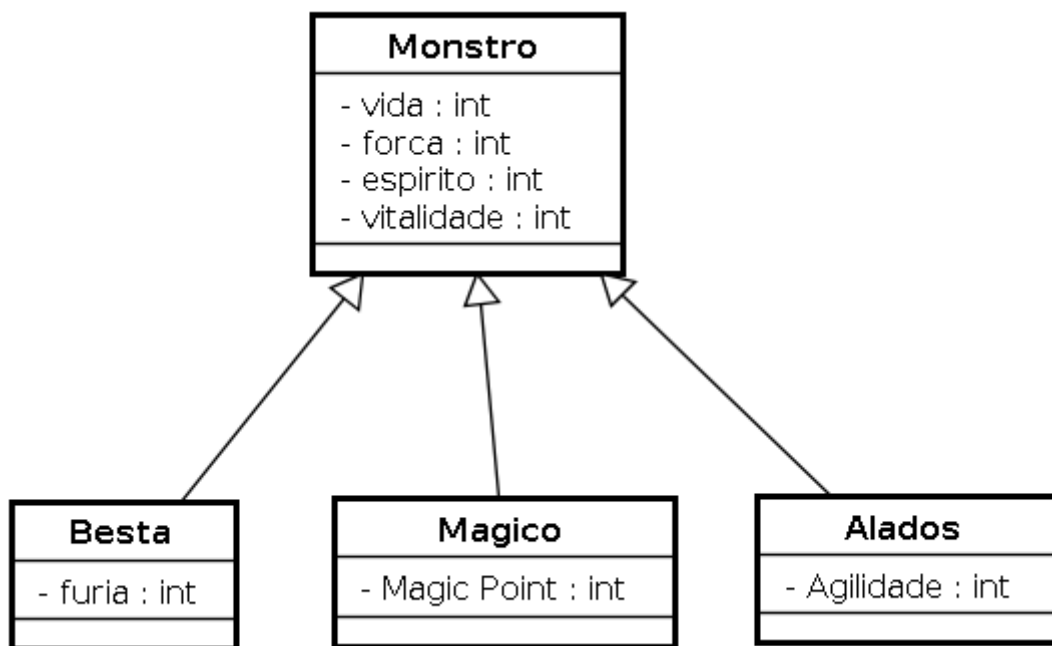 Monstro
- vida : int
- forca : int
- espirito : int
- vitalidade : int
Besta
- furia : int
Magico
- Magic Point : int
Alados
- Agilidade : int